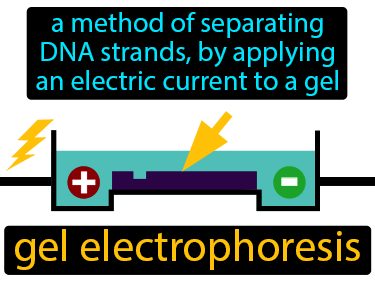 a method of separating
DNA strands, by applying
an electric current to a gel
+ -
gel electrophoresis